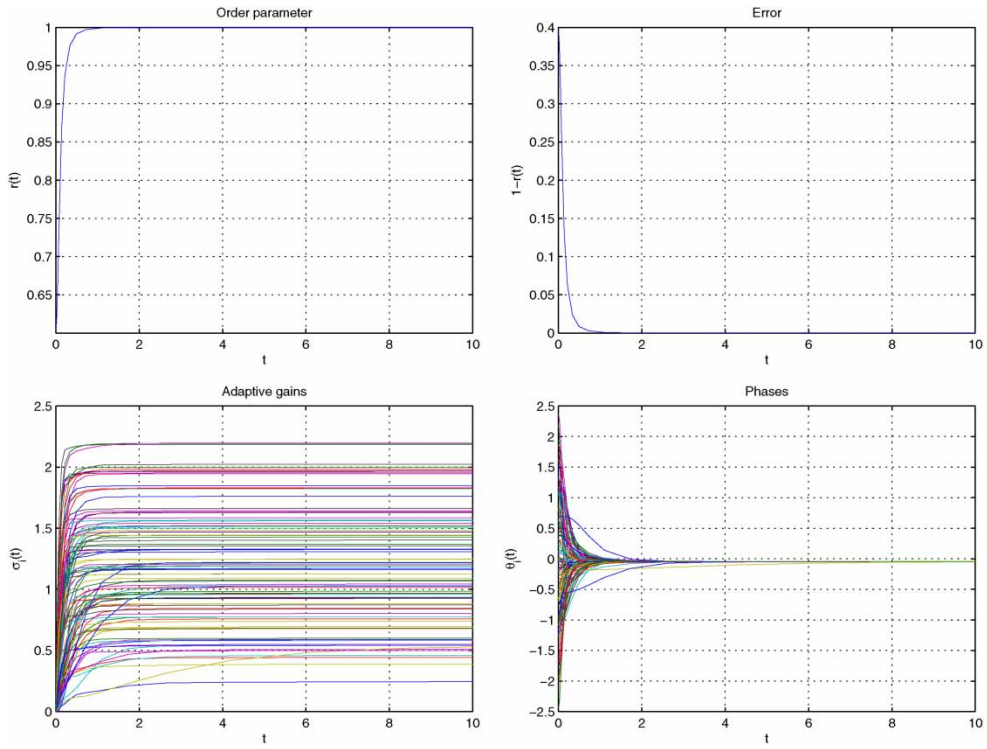 Order parameter
Error
1
0.95
0.9
0.85
0.8
0.75
0.7
0.65
r(t)
0 2 4 6 8 10
t
0.4
0.35
0.3
0.25
0.2
0.15
0.1
0.05
0
1−r(t)
0 2 4 6 8 10
t
Adaptive gains
Phases
2.5
2
1.5
1
0.5
0
σi(t)
0 2 4 6 8 10
t
2.5
2
1.5
1
0.5
0
−0.5
−1
−1.5
−2
−2.5
θi(t)
0 2 4 6 8 10
t